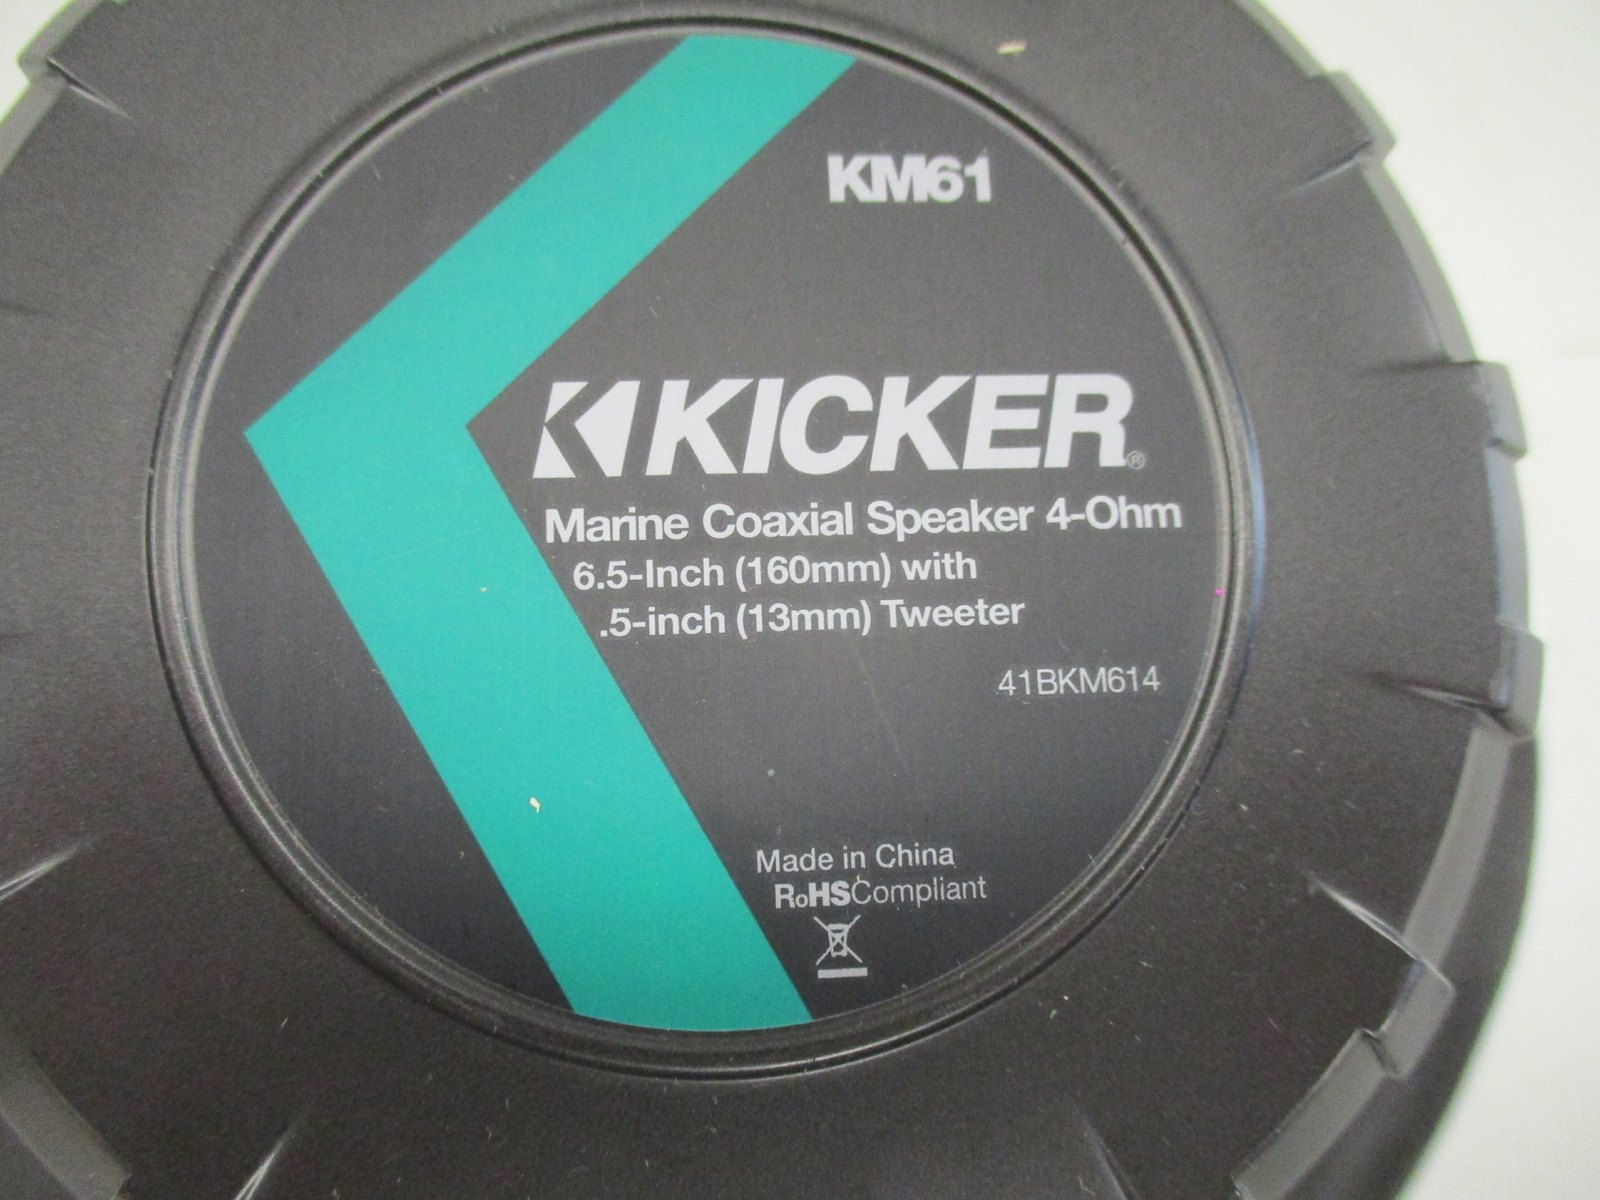 KM61
KICKER®
Marine Coaxial Speaker 4-Ohm
6.5-Inch (160mm) with
.5-inch (13mm) Tweeter
41BKM614
Made in China
RoHSCompliant